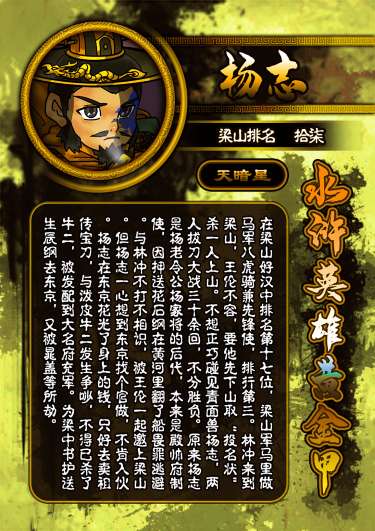 杨志
梁山排名 拾柒
天暗星
水浒英雄黄金甲
在梁山好汉中排名第十七位，梁山军马里做
马军八虎骑兼先锋使，排行第三。林冲来到
梁山，王伦不容，要他先下山取“投名状”
杀一人上山。不想正巧碰见青面兽杨志，两
人拔刀大战三十余回，不分胜负。原来杨志
是杨老令公杨家将的后代，本来是殿帅府制
使，因押送花石纲在黄河里翻了船畏罪逃避
。与林冲不打不相识，被王伦一起邀上梁山
。但杨志一心想到东京找个官做，不肯入伙
。杨志在东京花光了身上的钱，只好去卖祖
传宝刀，与泼皮牛二发生争吵，不得已杀了
牛二，被发配到大名府充军。为梁中书护送
生辰纲去东京，又被晁盖等所劫。